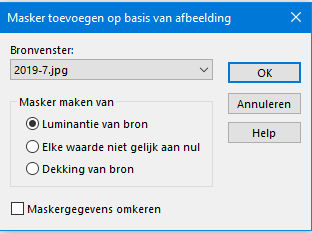 Masker toevoegen op basis van afbeelding
Bronvenster:
2019-7.jpg
OK
Annuleren
Help
Masker maken van
Luminantie van bron
Elke waarde niet gelijk aan nul
Dekking van bron
Maskergegevens omkeren